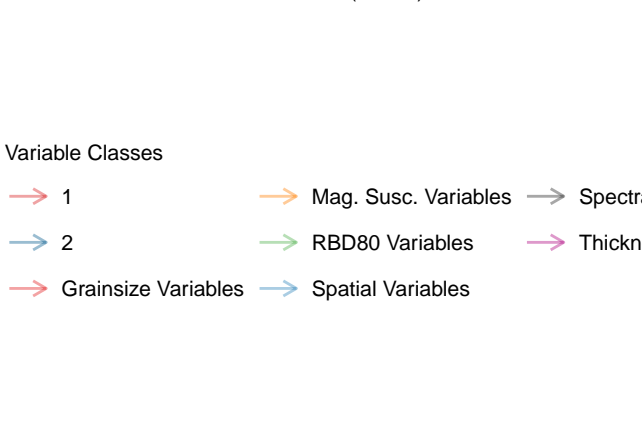 Variable Classes
1 Mag. Susc. Variables
2 RBD80 Variables
Grainsize Variables Spatial Variables